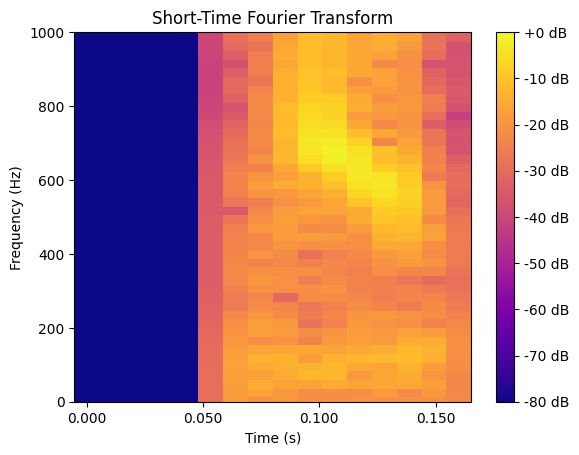 Short-Time Fourier Transform
1000
800
600
400
200
0
Frequency (Hz)
0.000
0.050
0.100
0.150
Time (s)
+0 dB
-10 dB
-20 dB
-30 dB
-40 dB
-50 dB
-60 dB
-70 dB
-80 dB